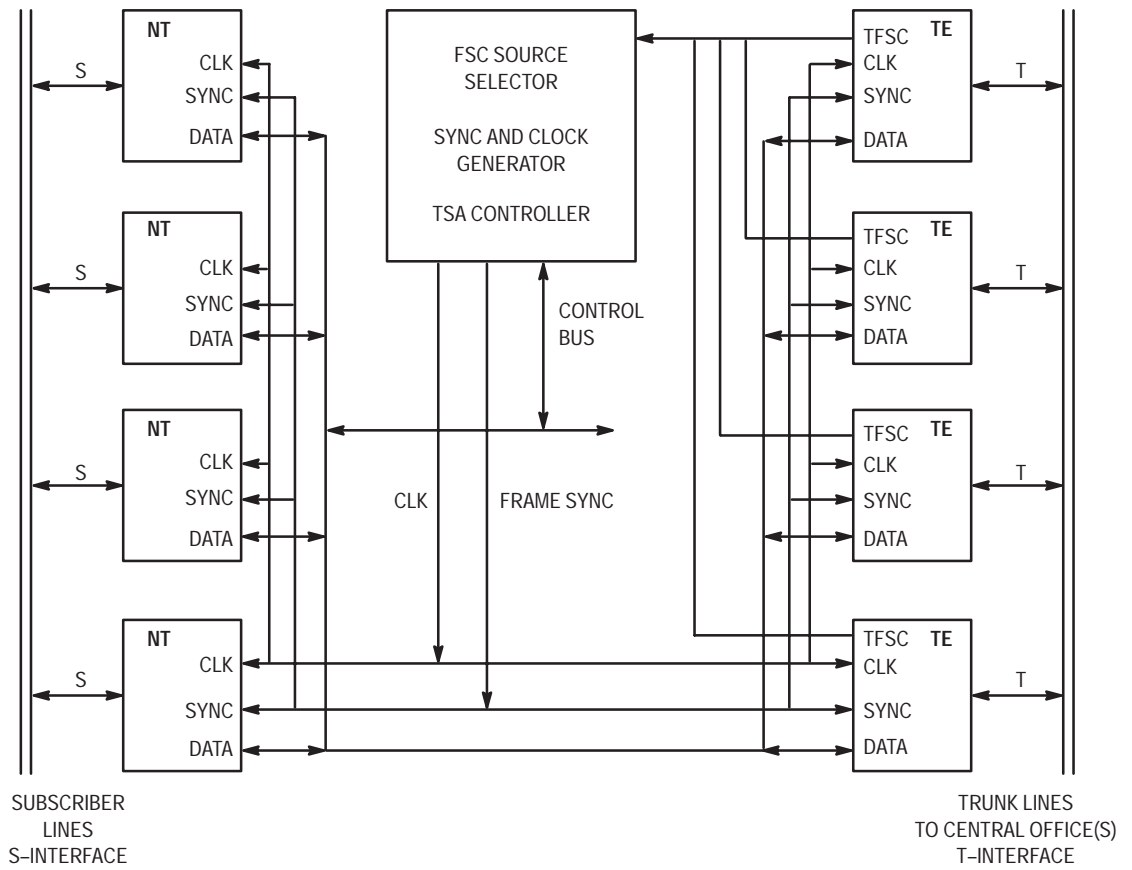 NT
CLK
SYNC
DATA
S
FSC SOURCE
SELECTOR
SYNC AND CLOCK
GENERATOR
TSA CONTROLLER
TFSC
TE
CLK
SYNC
DATA
T
NT
CLK
SYNC
DATA
S
CONTROL
BUS
TFSC
TE
CLK
SYNC
DATA
T
NT
CLK
SYNC
DATA
S
CLK
FRAME SYNC
TFSC
TE
CLK
SYNC
DATA
T
NT
CLK
SYNC
DATA
S
TFSC
TE
CLK
SYNC
DATA
T
SUBSCRIBER
LINES
S–INTERFACE
TRUNK LINES
TO CENTRAL OFFICE(S)
T–INTERFACE